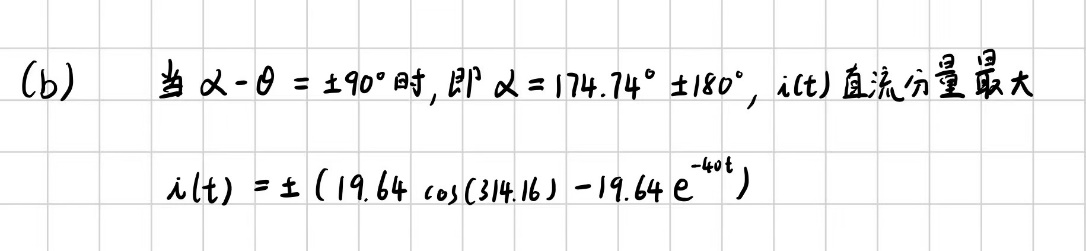 (b) 当 α-θ = ±90°时, 即 α = 174.74° ±180°, i(t) 直流分量最大
i(t) = ± (19.64 cos(314.16) - 19.64 e^{-40t})